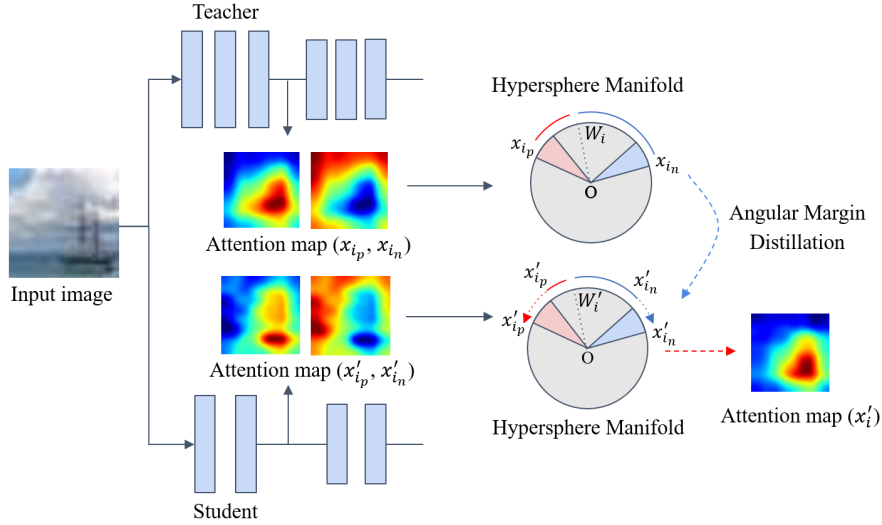 Teacher
Hypersphere Manifold
W_i
x_{i_p}
x_{i_n}
O
Attention map (x_{i_p}, x_{i_n})
Angular Margin
Distillation
Input image
x'_{i_p}
x'_{i_n}
W'_i
x'_{i_p}
x'_{i_n}
O
Attention map (x'_{i_p}, x'_{i_n})
Attention map (x'_i)
Hypersphere Manifold
Student